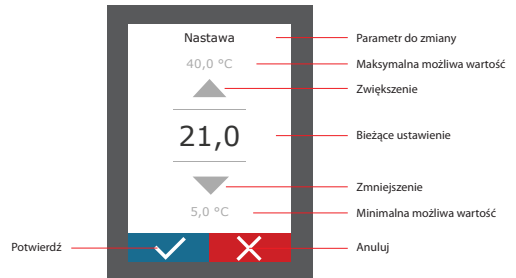 Nastawa
Parametr do zmiany
40,0 °C
Maksymalna możliwa wartość
Zwiększenie
21,0
Bieżące ustawienie
Zmniejszenie
5,0 °C
Minimalna możliwa wartość
Potwierdź
Anuluj